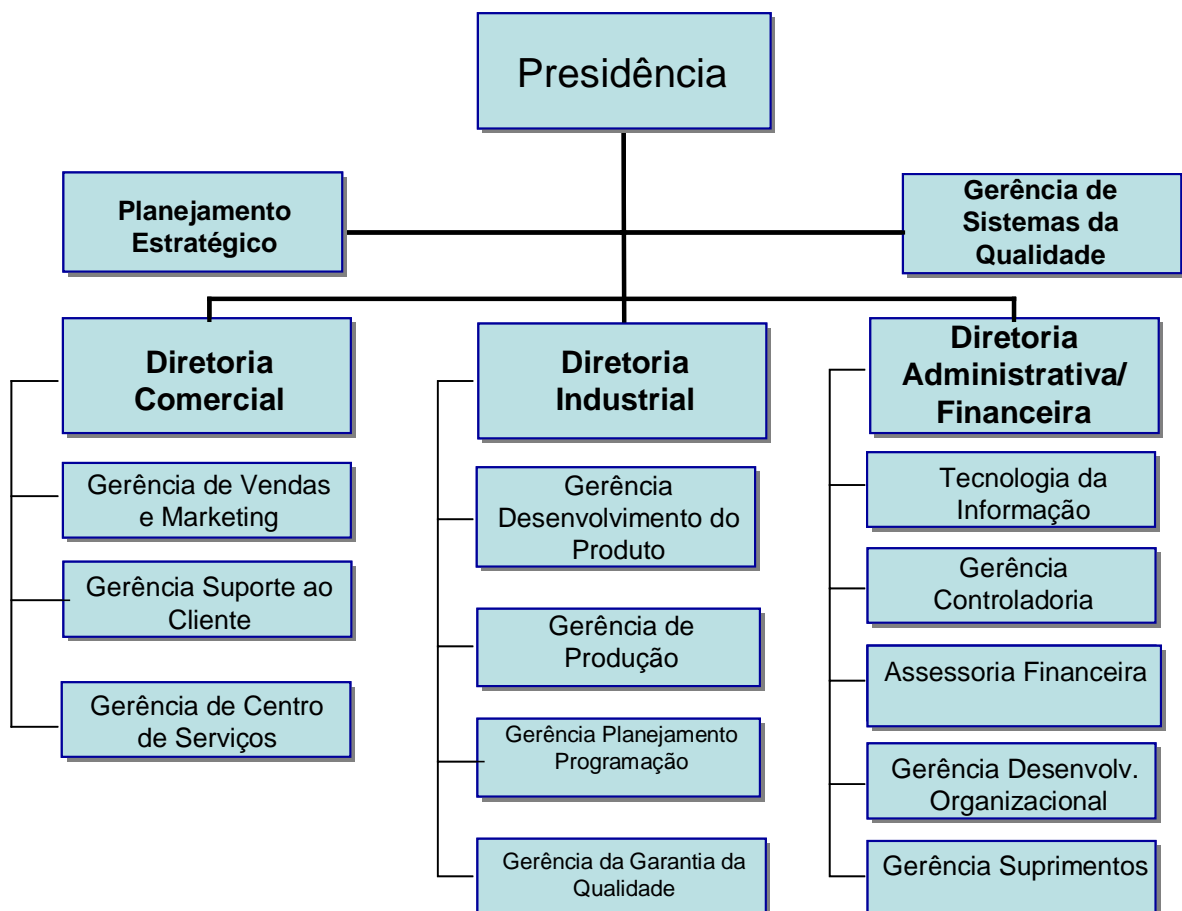 Presidência
Planejamento
Estratégico
Gerência de
Sistemas da
Qualidade
Diretoria
Comercial
Gerência de Vendas
e Marketing
Gerência Suporte ao
Cliente
Gerência de Centro
de Serviços
Diretoria
Industrial
Gerência
Desenvolvimento do
Produto
Gerência de
Produção
Gerência Planejamento
Programação
Gerência da Garantia da
Qualidade
Diretoria
Administrativa/
Financeira
Tecnologia da
Informação
Gerência
Controladoria
Assessoria Financeira
Gerência Desenvolv.
Organizacional
Gerência Suprimentos